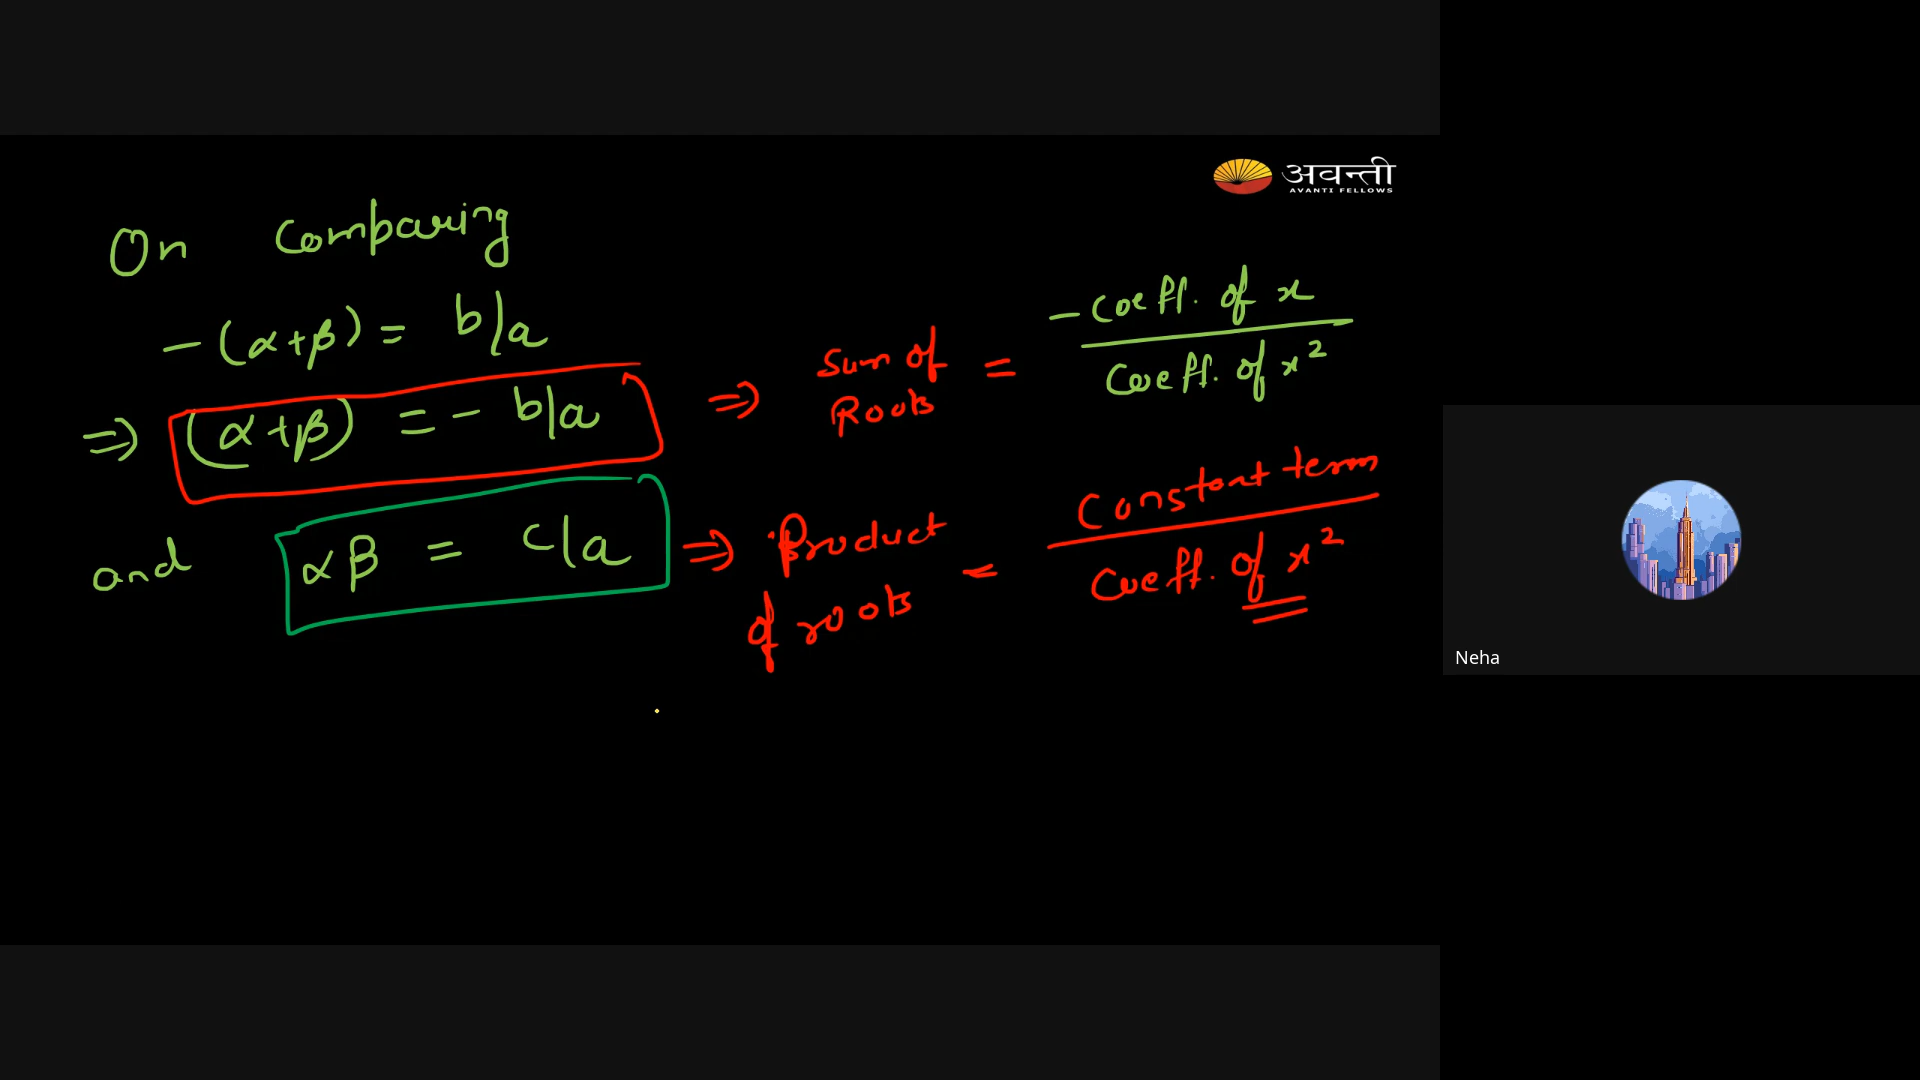 अवन्ती
AVANTI FELLOWS
On Comparing
-(α+β) = b/a
⇒ (α+β) = - b/a ⇒ Sum of Roots = -Coeff. of x / Coeff. of x²
and αβ = c/a ⇒ Product of roots = Constant term / Coeff. of x²
Neha